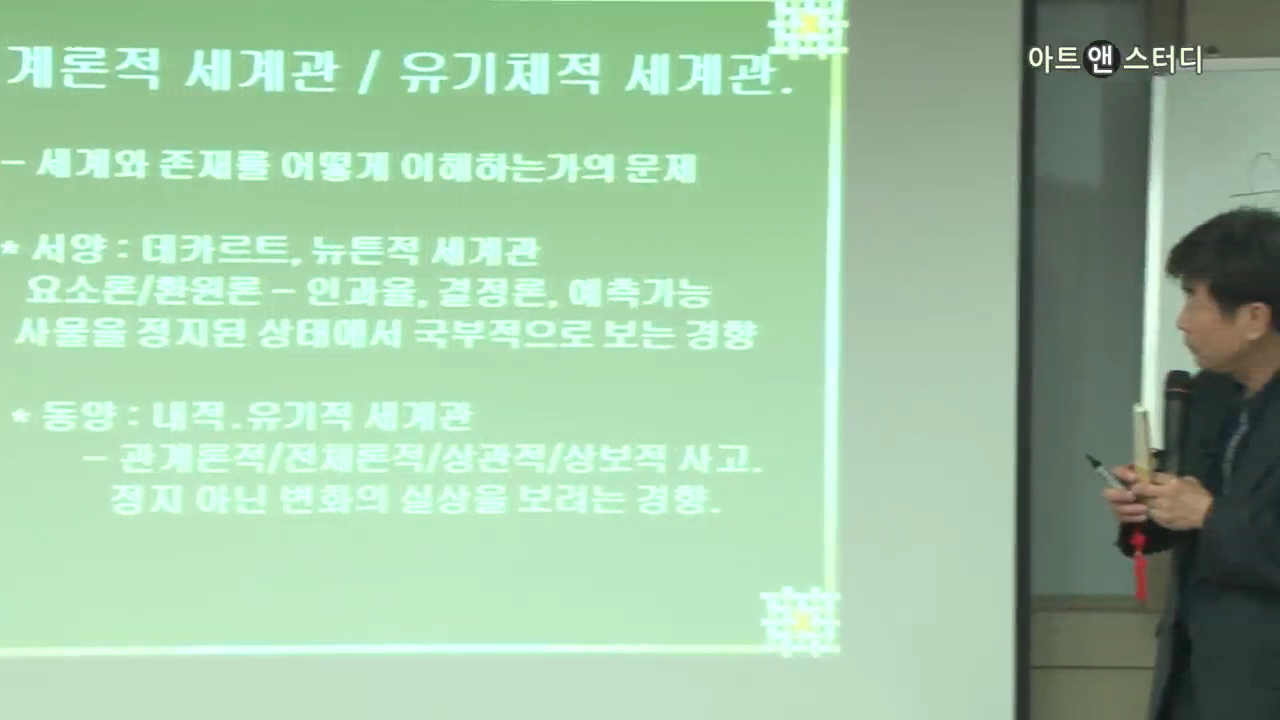 계론적 세계관 / 유기체적 세계관.
- 세계와 존재를 어떻게 이해하는가의 문제
* 서양 : 데카르트, 뉴튼적 세계관
요소론/환원론 - 인과율, 결정론, 예측가능
사물을 정지된 상태에서 국부적으로 보는 경향
* 동양 : 내적.유기적 세계관
- 관계론적/전체론적/상관적/상보적 사고.
정지 아닌 변화의 실상을 보려는 경향.
아트앤스터디